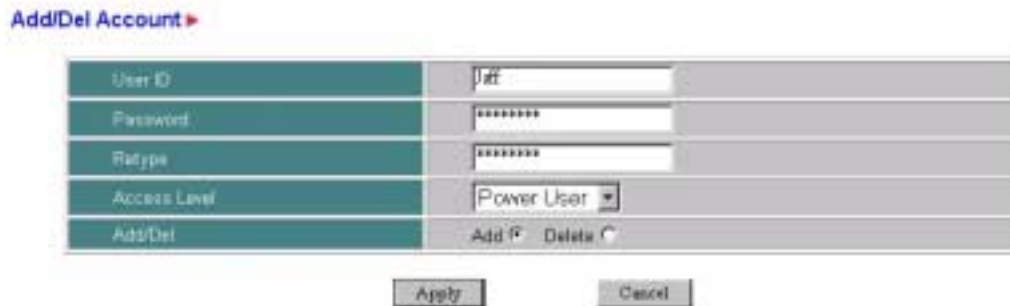 Add/Del Account
User ID Jaff
Password ********
Retype ********
Access Level Power User
Add/Del Add Delete
Apply Cancel